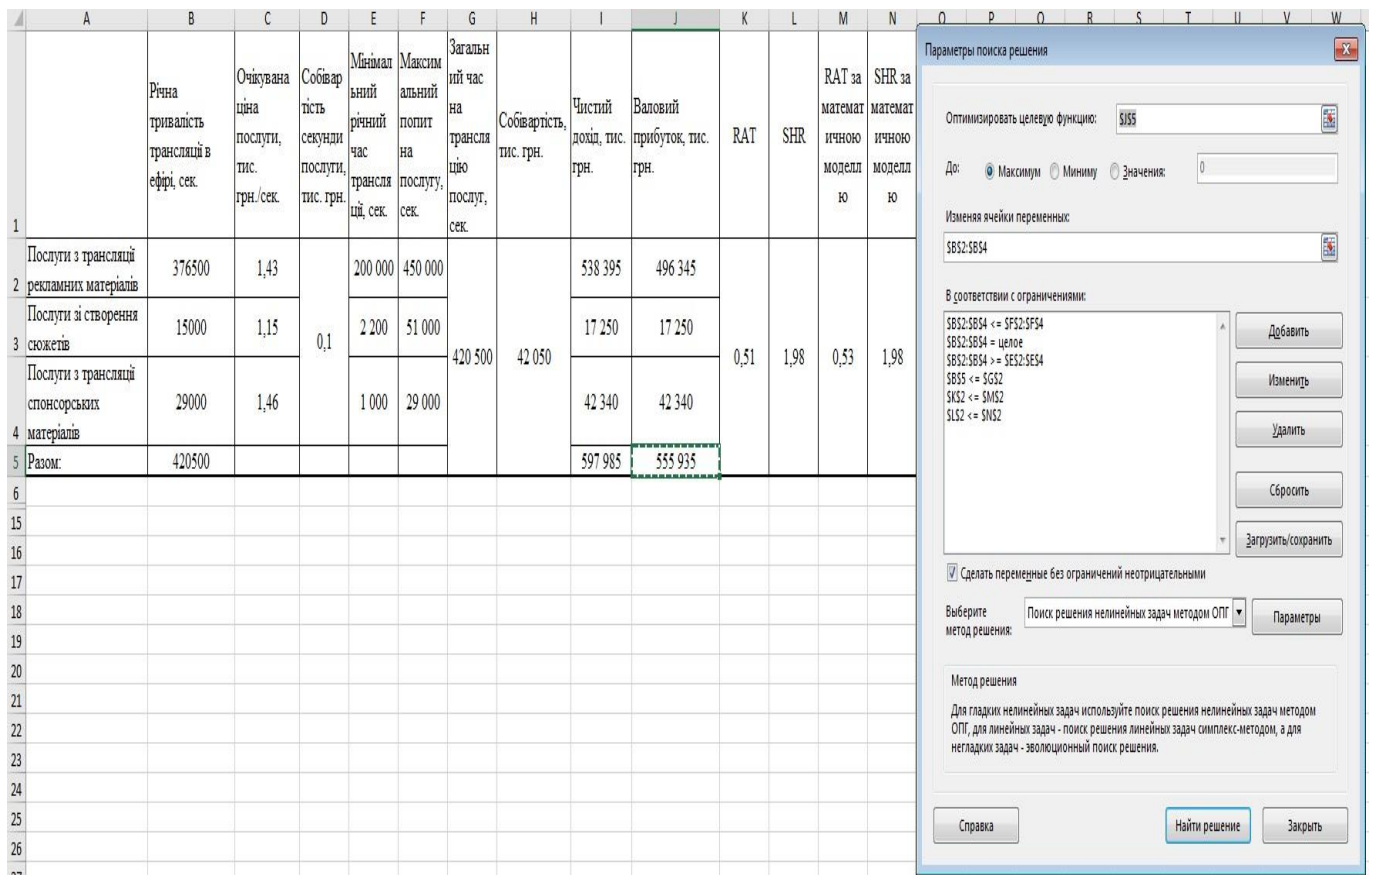 A B C D E F G H I J K L M N O P Q R S T U V W
1
Річна
тривалість
трансляції в
ефірі, сек.
Очікувана
ціна
послуги,
тис.
грн./сек.
Собівар
тість
секунди
послуги,
тис. грн.
Мінімал
ьний
річний
час
трансля
ції, сек.
Максим
альний
попит
на
послугу,
сек.
Загальн
ий час
на
трансля
цію
послуг,
сек.
Собівартість,
тис. грн.
Чистий
дохід, тис.
грн.
Валовий
прибуток, тис.
грн.
RAT
SHR
RAT за
математ
ичною
моделл
ю
SHR за
математ
ичною
моделл
ю
2
Послуги з трансляції
рекламних матеріалів
376500 1,43 200 000 450 000 538 395 496 345
3
Послуги зі створення
сюжетів
15000 1,15 0,1 2 200 51 000 17 250 17 250
420 500 42 050 0,51 1,98 0,53 1,98
4
Послуги з трансляції
спонсорських
матеріалів
29000 1,46 1 000 29 000 42 340 42 340
5 Разом: 420500 597 985 555 935
6
15
16
17
18
19
20
21
22
23
24
25
26
27
Параметры поиска решения
Оптимизировать целевую функцию: $J$5
До: Максимум Миниму Значения: 0
Изменяя ячейки переменных:
$B$2:$B$4
В соответствии с ограничениями:
$B$2:$B$4 <= $F$2:$F$4
$B$2:$B$4 = целое
$B$2:$B$4 >= $E$2:$E$4
$B$5 <= $G$2
$K$2 <= $M$2
$L$2 <= $N$2
Добавить
Изменить
Удалить
Сбросить
Загрузить/сохранить
Сделать переменные без ограничений неотрицательными
Выберите
метод решения:
Поиск решения нелинейных задач методом ОПГ
Параметры
Метод решения
Для гладких нелинейных задач используйте поиск решения нелинейных задач методом
ОПГ, для линейных задач - поиск решения линейных задач симплекс-методом, а для
негладких задач - эволюционный поиск решения.
Справка
Найти решение
Закрыть